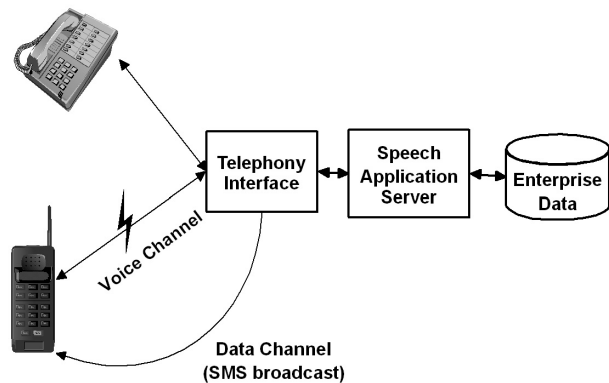 Telephony
Interface
Speech
Application
Server
Enterprise
Data
Voice Channel
Data Channel
(SMS broadcast)